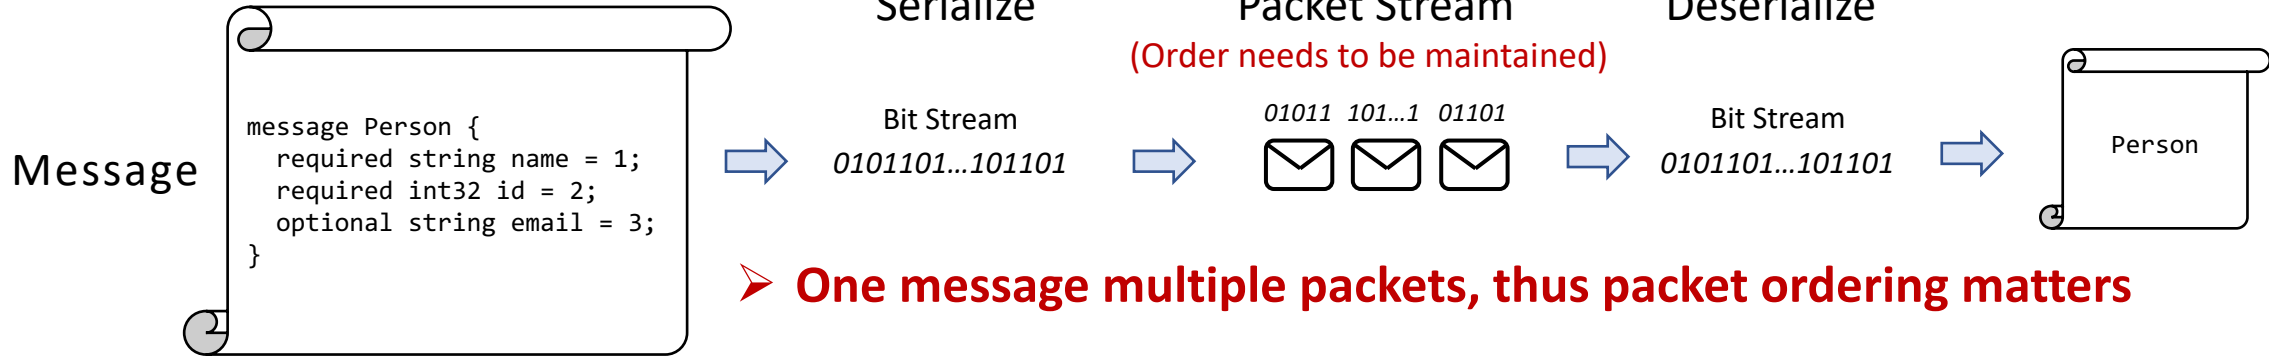 Serialize
Packet Stream
Deserialize
(Order needs to be maintained)
Message
message Person {
required string name = 1;
required int32 id = 2;
optional string email = 3;
}
Bit Stream
0101101…101101
01011 101…1 01101
Bit Stream
0101101…101101
Person
➢ One message multiple packets, thus packet ordering matters